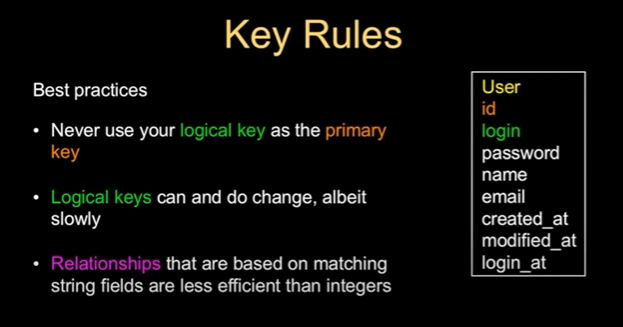 Key Rules
Best practices
• Never use your logical key as the primary
key
• Logical keys can and do change, albeit
slowly
• Relationships that are based on matching
string fields are less efficient than integers
User
id
login
password
name
email
created_at
modified_at
login_at